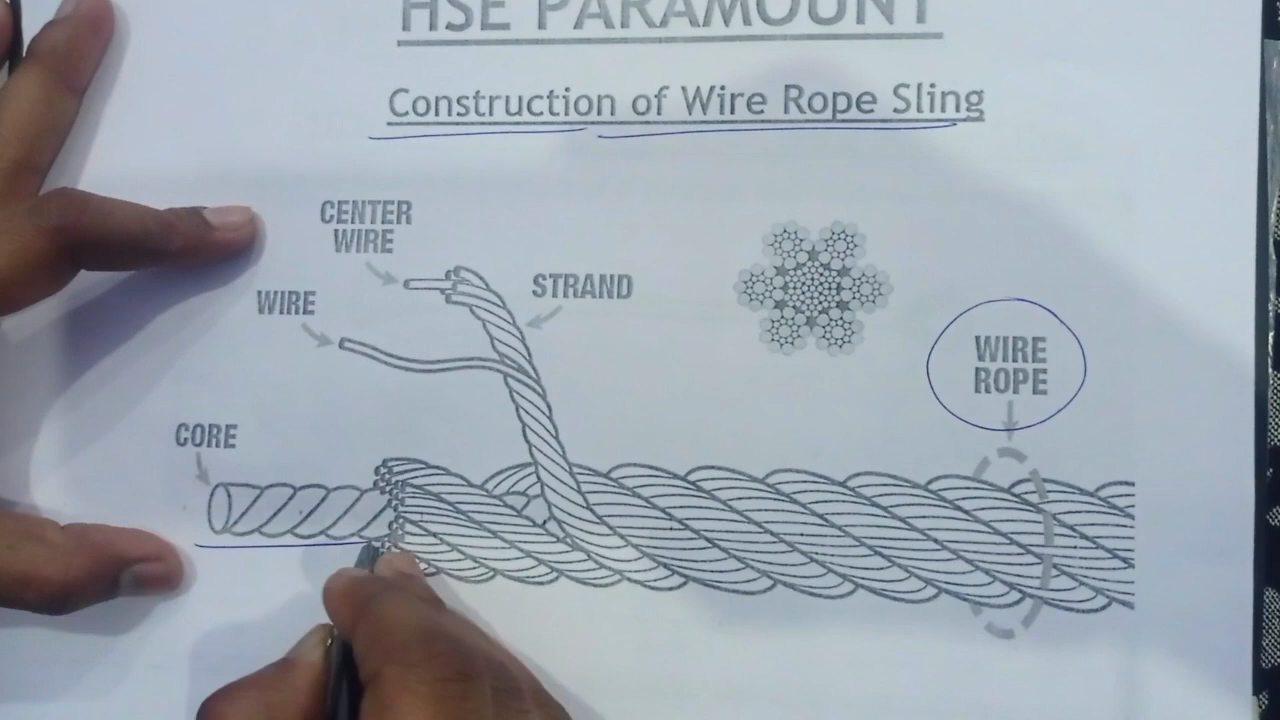 HSE PARAMOUNT
Construction of Wire Rope Sling
CENTER
WIRE
WIRE
STRAND
WIRE
ROPE
CORE